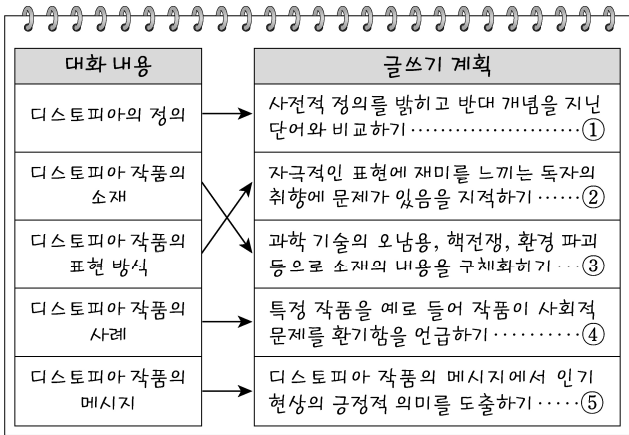 대화 내용
글쓰기 계획
디스토피아의 정의
사전적 정의를 밝히고 반대 개념을 지닌
단어와 비교하기 ························ ①
디스토피아 작품의
소재
자극적인 표현에 재미를 느끼는 독자의
취향에 문제가 있음을 지적하기 ······ ②
디스토피아 작품의
표현 방식
과학 기술의 오남용, 핵전쟁, 환경 파괴
등으로 소재의 내용을 구체화하기 ··· ③
디스토피아 작품의
사례
특정 작품을 예로 들어 작품이 사회적
문제를 환기함을 언급하기 ·········· ④
디스토피아 작품의
메시지
디스토피아 작품의 메시지에서 인기
현상의 긍정적 의미를 도출하기 ····· ⑤